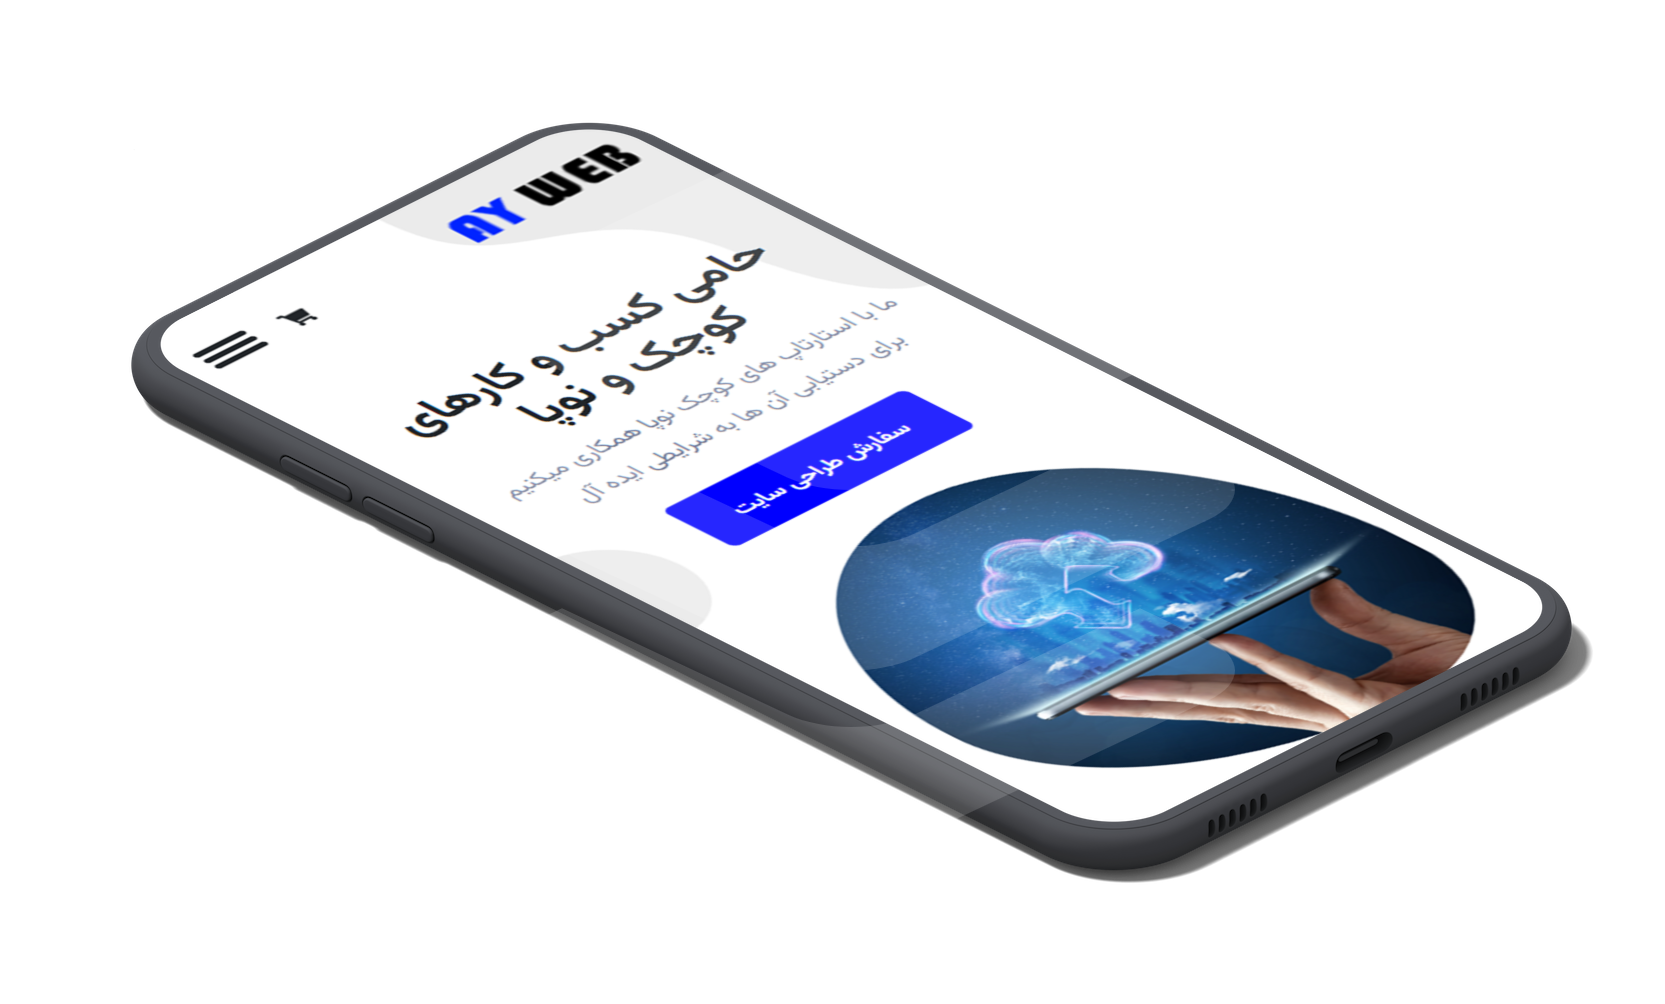 AY WEB
حامی کسب و کارهای
کوچک و نوپا
ما با استارتاپ های کوچک نوپا همکاری میکنیم
برای دستیابی آن ها به شرایطی ایده آل
سفارش طراحی سایت